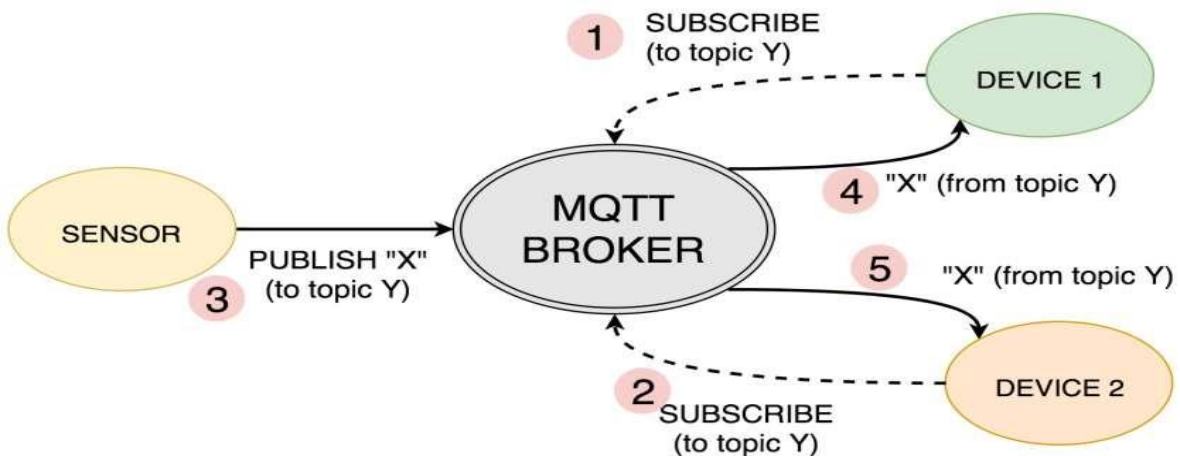 1
SUBSCRIBE
(to topic Y)
DEVICE 1
4
"X" (from topic Y)
MQTT
BROKER
SENSOR
PUBLISH "X"
(to topic Y)
3
5
"X" (from topic Y)
2
SUBSCRIBE
(to topic Y)
DEVICE 2